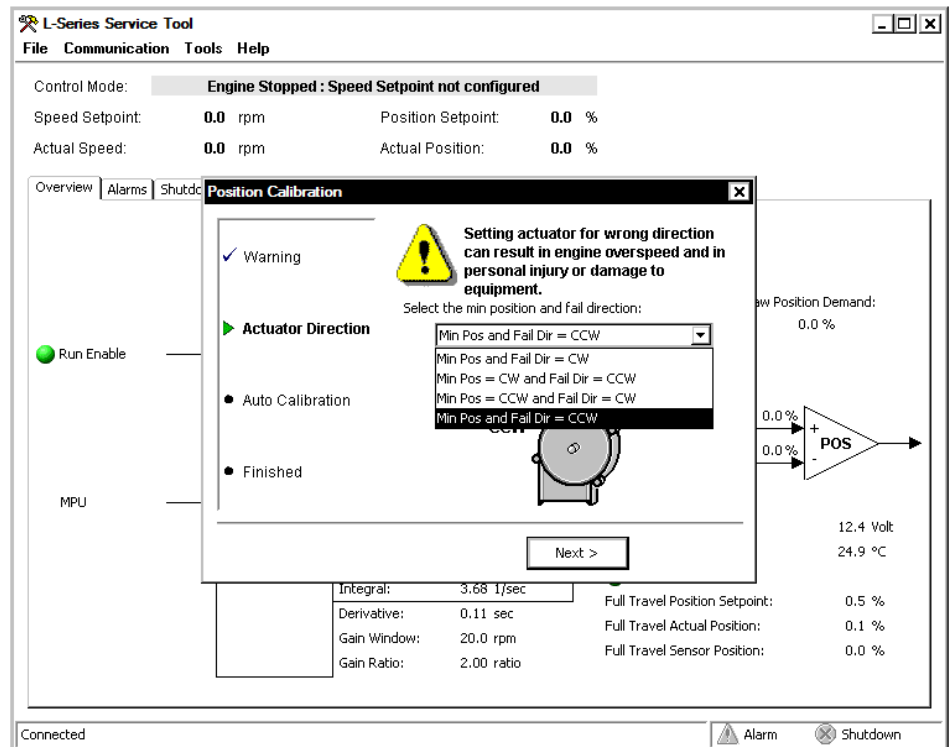 L-Series Service Tool
File Communication Tools Help
Control Mode: Engine Stopped : Speed Setpoint not configured
Speed Setpoint: 0.0 rpm Position Setpoint: 0.0 %
Actual Speed: 0.0 rpm Actual Position: 0.0 %
Overview Alarms Shutdo
Position Calibration
Warning
Actuator Direction
Auto Calibration
Finished
Setting actuator for wrong direction
can result in engine overspeed and in
personal injury or damage to
equipment.
Select the min position and fail direction:
Min Pos and Fail Dir = CCW
Min Pos and Fail Dir = CW
Min Pos = CW and Fail Dir = CCW
Min Pos = CCW and Fail Dir = CW
Min Pos and Fail Dir = CCW
Next >
Run Enable
MPU
aw Position Demand:
0.0 %
0.0 %
+
0.0 %
-
POS
12.4 Volt
24.9 °C
Integral: 3.68 1/sec
Derivative: 0.11 sec
Gain Window: 20.0 rpm
Gain Ratio: 2.00 ratio
Full Travel Position Setpoint: 0.5 %
Full Travel Actual Position: 0.1 %
Full Travel Sensor Position: 0.0 %
Connected
Alarm
Shutdown